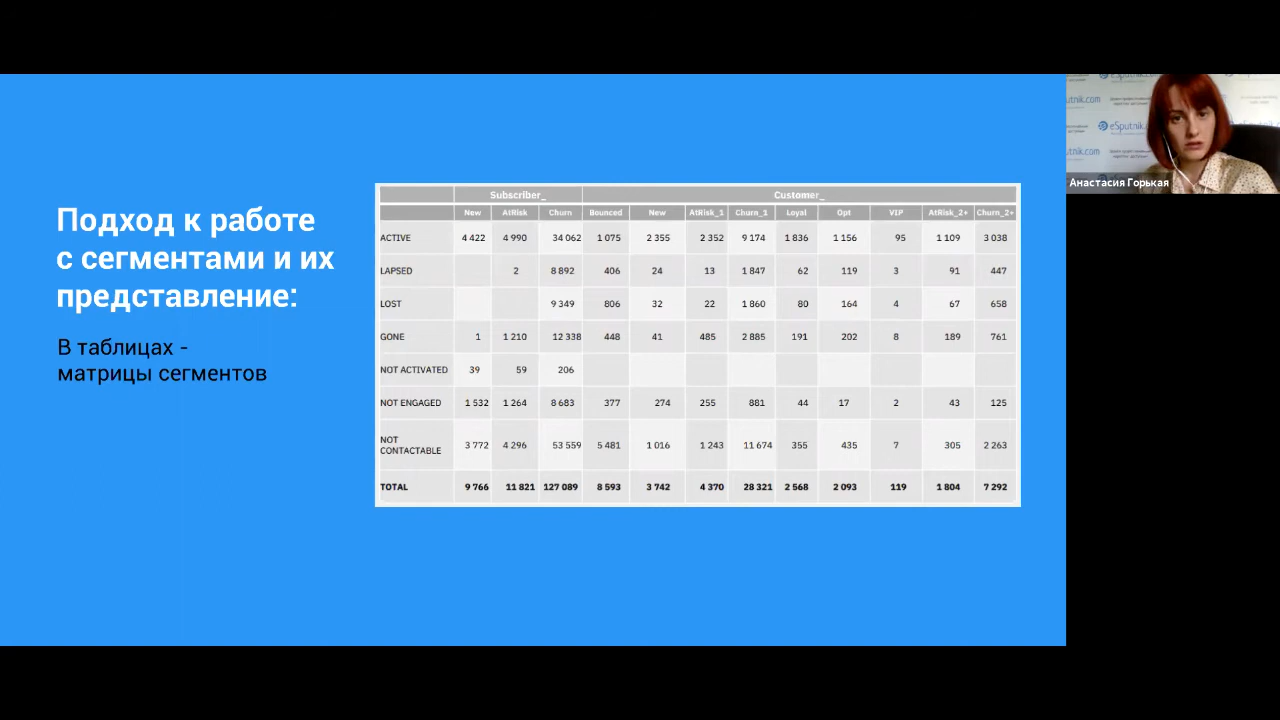 Подход к работе
с сегментами и их
представление:
В таблицах -
матрицы сегментов
Subscriber_ Customer_
New AtRisk Churn Bounced New AtRisk_1 Churn_1 Loyal Opt VIP AtRisk_2+ Churn_2+
ACTIVE 4 422 4 990 34 062 1 075 2 355 2 352 9 174 1 836 1 156 95 1 109 3 038
LAPSED 2 8 892 406 24 13 1 847 62 119 3 91 447
LOST 9 349 806 32 22 1 860 80 164 4 67 658
GONE 1 1 210 12 338 448 41 485 2 885 191 202 8 189 761
NOT ACTIVATED 39 59 206
NOT ENGAGED 1 532 1 264 8 683 377 274 255 881 44 17 2 43 125
NOT
CONTACTABLE 3 772 4 296 53 559 5 481 1 016 1 243 11 674 355 435 7 305 2 263
TOTAL 9 766 11 821 127 089 8 593 3 742 4 370 28 321 2 568 2 093 119 1 804 7 292
eSputnik.com
utnik.com
eSputnik
utnik.com
Анастасия Горькая